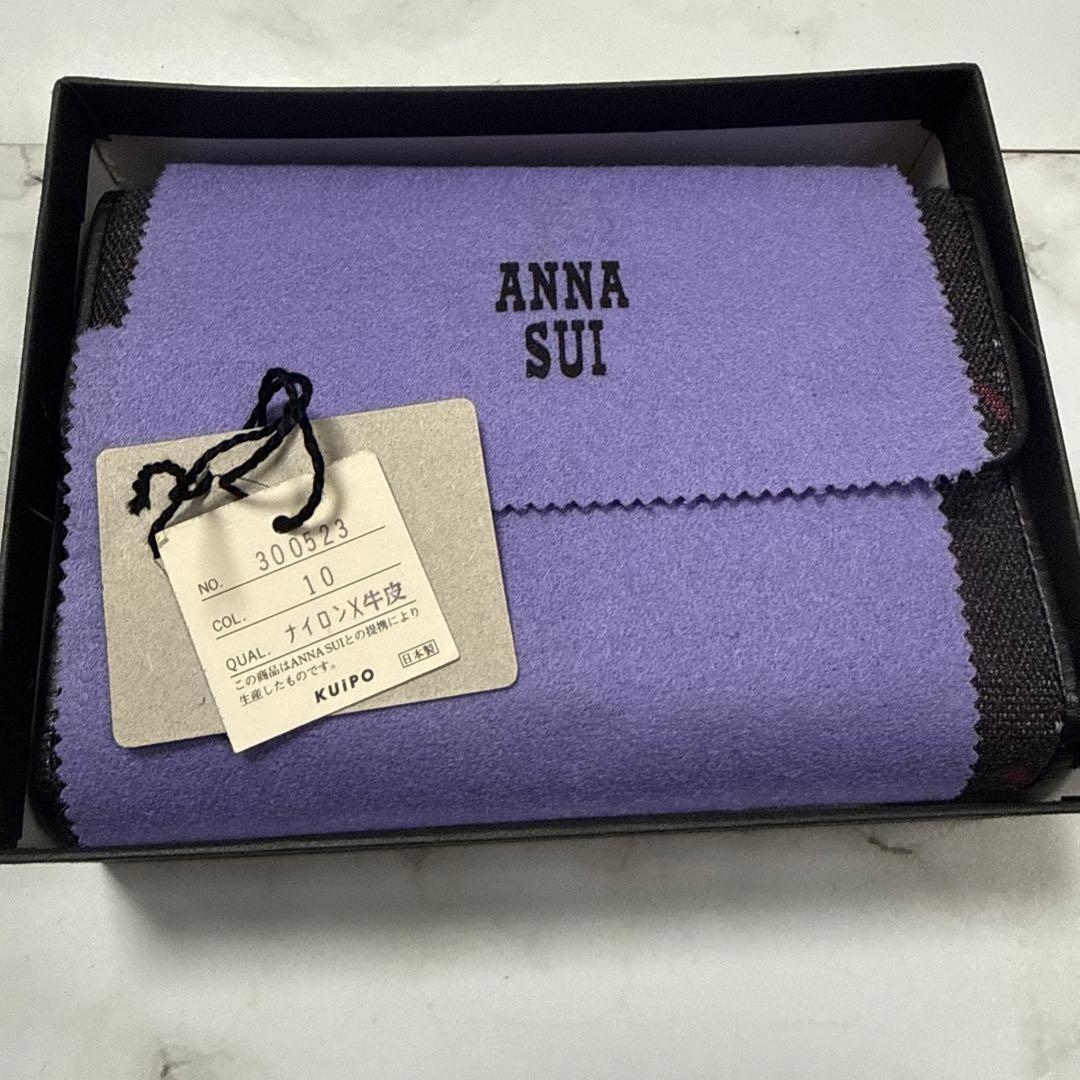 ANNA
SUI
NO. 300523
COL. 10
QUAL. ナイロンX牛皮
この商品はANNA SUIとの提携により
生産したものです。
日本製
KUIPO